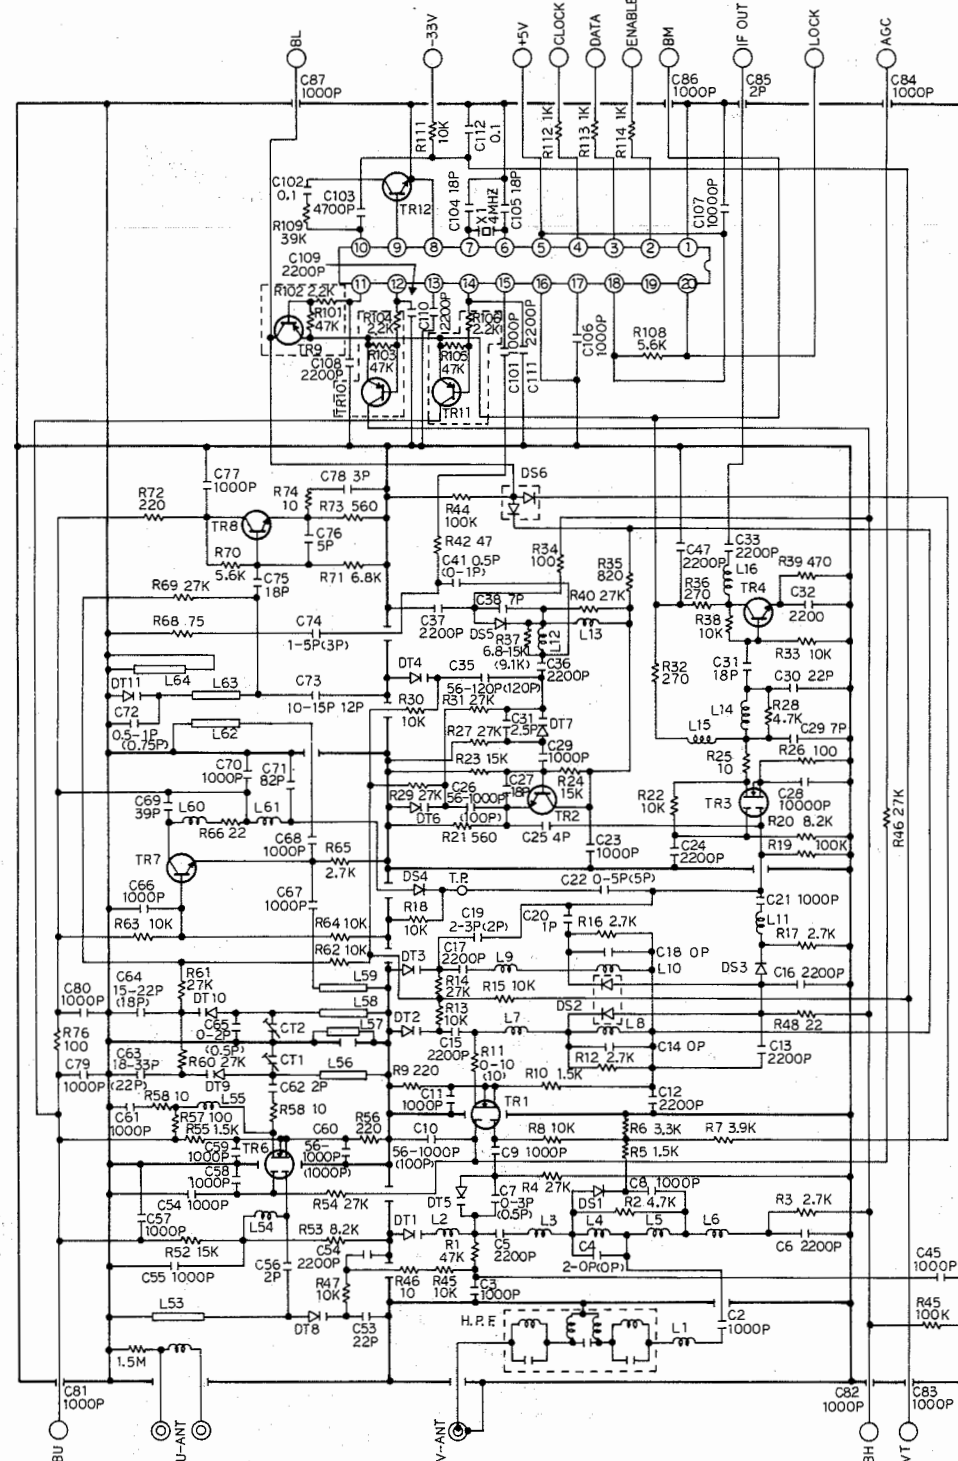 BL
-33V
+5V
CLOCK
DATA
ENABLE
BM
IF OUT
LOCK
AGC
C87
1000P
C86
1000P
C85
2P
C84
1000P
R111
10K
C112
0.1
R112 1K
R113 1K
R114 1K
C102
0.1
C103
4700P
TR12
C104 18P
X1
4MHZ
C105 18P
C107
10000P
R109
39K
10
9
8
7
6
5
4
3
2
1
C109
2200P
11
12
13
14
15
16
17
18
19
20
R102 2.2K
R101
47K
TR9
C108
2200P
R104
2.2K
R103
47K
TR10
C110
2200P
R106
2.2K
R105
47K
TR11
C101 1000P
C111 2200P
C106
1000P
R108
5.6K
R72
220
C77
1000P
R74
10
C78 3P
R73 560
TR8
C76
5P
R70
5.6K
R71 6.8K
C75
18P
R69 27K
R68 75
C74
1-5P(3P)
L64
DT11
L63
C73
10-15P 12P
C72
0.5-1P
(0.75P)
L62
DS6
R44
100K
R42 47
R34
100
R35
820
C41 0.5P
(0-1P)
C37
2200P
C38 7P
DS5
R40 27K
R37
6.8-15K
(9.1K)
L12
L13
C36
2200P
DT4
C35
56-120P(120P)
R30
10K
R31 27K
C31
2.5P
DT7
R27 27K
C29
1000P
R23 15K
R29 27K
C26
56-1000P
(100P)
DT6
C27
18P
R24
15K
TR2
R21 560
C25 4P
C23
1000P
C47
2200P
C33
2200P
L16
R39 470
R36
270
TR4
C32
2200
R38
10K
R33 10K
R32
270
C31
18P
C30 22P
L14
R28
4.7K
L15
C29 7P
R25
10
R26 100
R22
10K
TR3
C28
10000P
R20 8.2K
R19
100K
C24
2200P
R46 27K
C70
1000P
C71
82P
C69
39P
L60
R66 22
L61
C68
1000P
TR7
R65
2.7K
C66
1000P
C67
1000P
R63 10K
R64 10K
R62 10K
DS4
T.P.
C22 0-5P(5P)
R18
10K
C19
2-3P(2P)
C20
1P
R16 2.7K
C21 1000P
L11
R17 2.7K
DT3
C17
2200P
L9
C18 0P
L10
DS3
C16 2200P
C64
15-22P
(18P)
R61
27K
DT10
L59
C80
1000P
C65
0-2P
(0.5P)
CT2
L58
L57
R76
100
C63
18-33P
(22P)
R60 27K
CT1
L56
C79
1000P
DT9
R14
27K
R15 10K
R13
10K
DT2
L7
DS2
L8
R48 22
C15
2200P
C14 0P
C13
2200P
R11
0-10
(10)
R12 2.7K
R9 220
R10 1.5K
C11
1000P
TR1
C12
2200P
C62 2P
R58 10
L55
C61
1000P
R57 100
R58 10
R55 1.5K
C59
1000P
TR6
C60
56-1000P
(1000P)
R56
220
C10
56-1000P
(100P)
R8 10K
R6 3.3K
R7 3.9K
C9 1000P
R5 1.5K
C58
1000P
C54 1000P
R54 27K
C57
1000P
L54
R53 8.2K
R52 15K
C55 1000P
C54
2200P
C56
2P
DT5
C7
0-3P
(0.5P)
R4 27K
C8 1000P
DS1
R2 4.7K
R3 2.7K
DT1
L2
C5
2200P
L3
L4
L5
L6
R1
47K
C4
2-0P(0P)
C6 2200P
R47
10K
R46
10
R45
10K
C3
1000P
C45
1000P
L53
DT8
C53
22P
H.P.F
L1
C2
1000P
R45
100K
1.5M
C81
1000P
C82
1000P
C83
1000P
BU
U-ANT
V-ANT
BH
VT